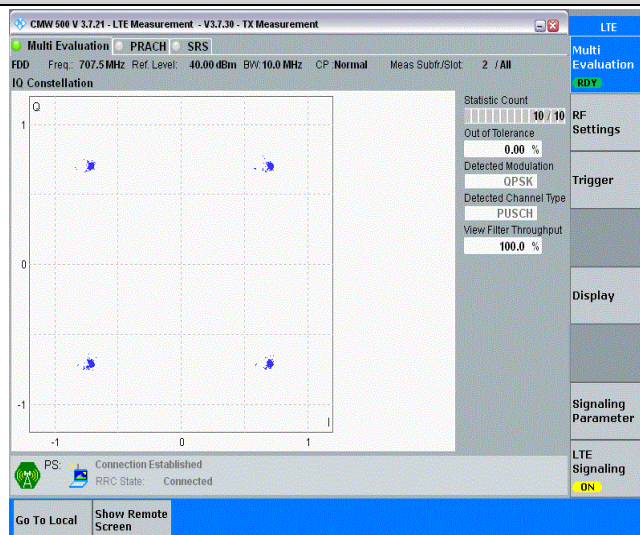 CMW 500 V 3.7.21 - LTE Measurement - V3.7.30 - TX Measurement
LTE
Multi Evaluation PRACH SRS
Multi
Evaluation
RDY
FDD Freq.: 707.5 MHz Ref. Level: 40.00 dBm BW: 10.0 MHz CP :Normal Meas Subfr./Slot: 2 / All
IQ Constellation
Q
1
0
-1
-1 0 1
I
Statistic Count
10 / 10
Out of Tolerance
0.00 %
Detected Modulation
QPSK
Detected Channel Type
PUSCH
View Filter Throughput
100.0 %
RF
Settings
Trigger
Display
Signaling
Parameter
LTE
Signaling
ON
PS: Connection Established
RRC State: Connected
Go To Local
Show Remote
Screen